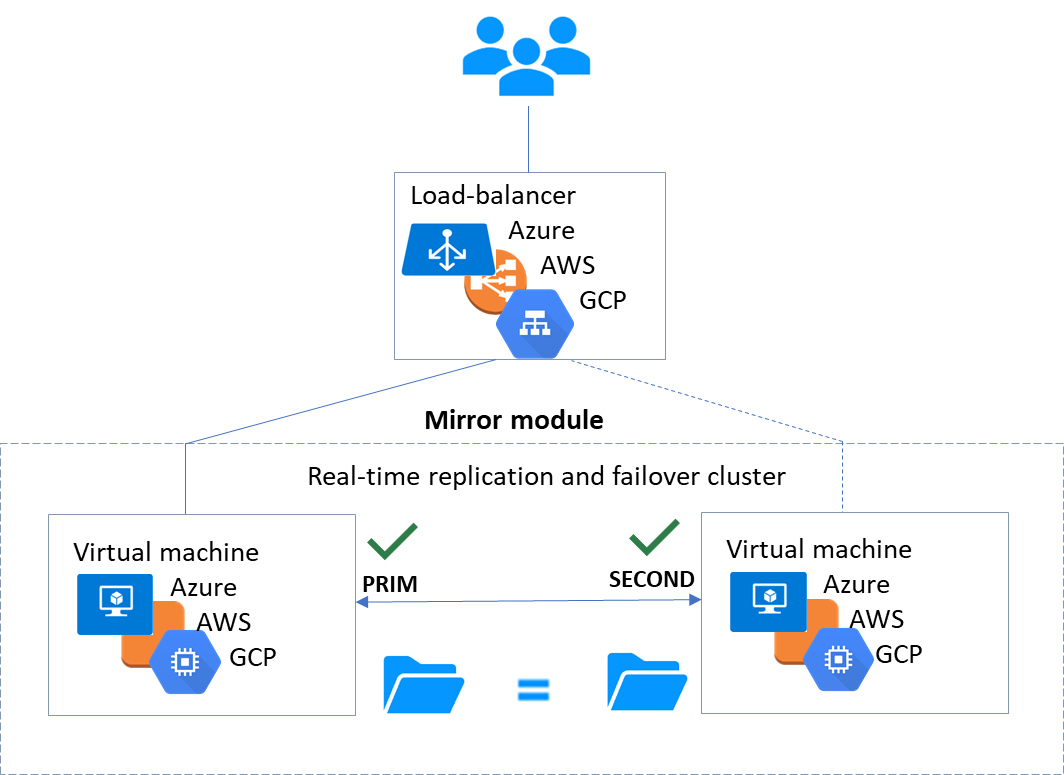 Load-balancer
Azure
AWS
GCP
Mirror module
Real-time replication and failover cluster
Virtual machine
Azure
AWS
GCP
PRIM
SECOND
Virtual machine
Azure
AWS
GCP
=